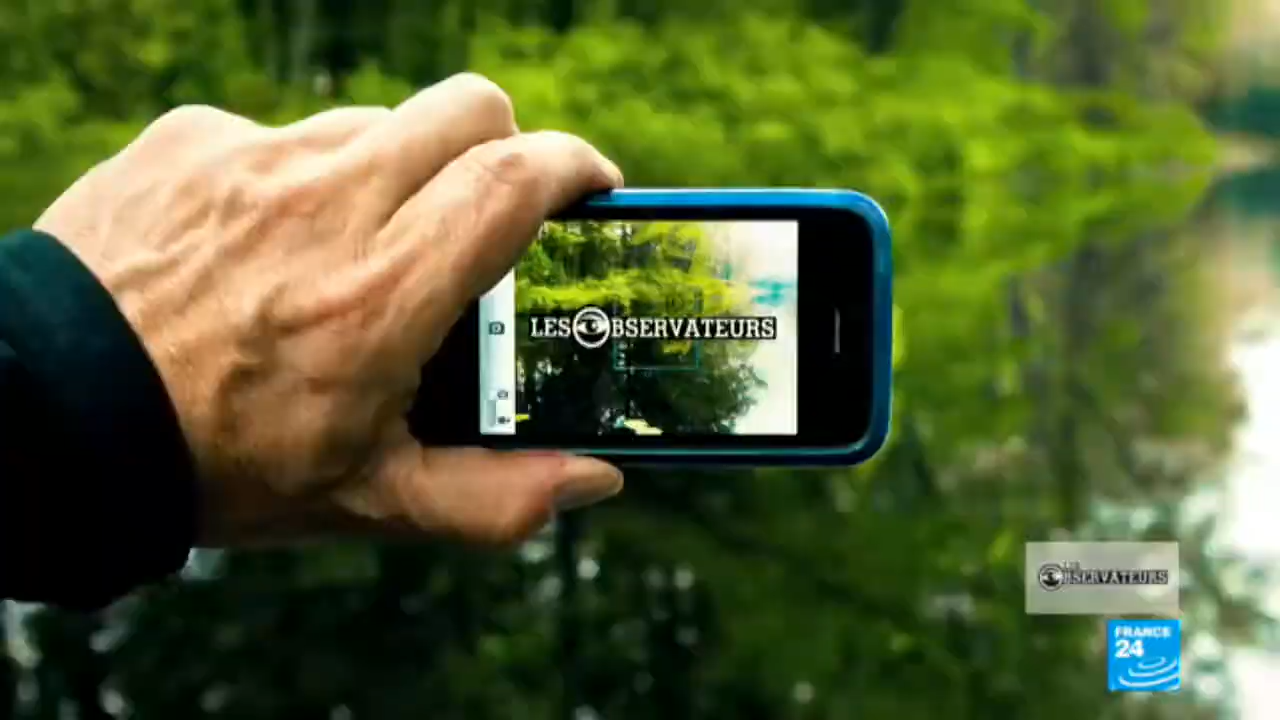 LES OBSERVATEURS
LES
OBSERVATEURS
FRANCE
24